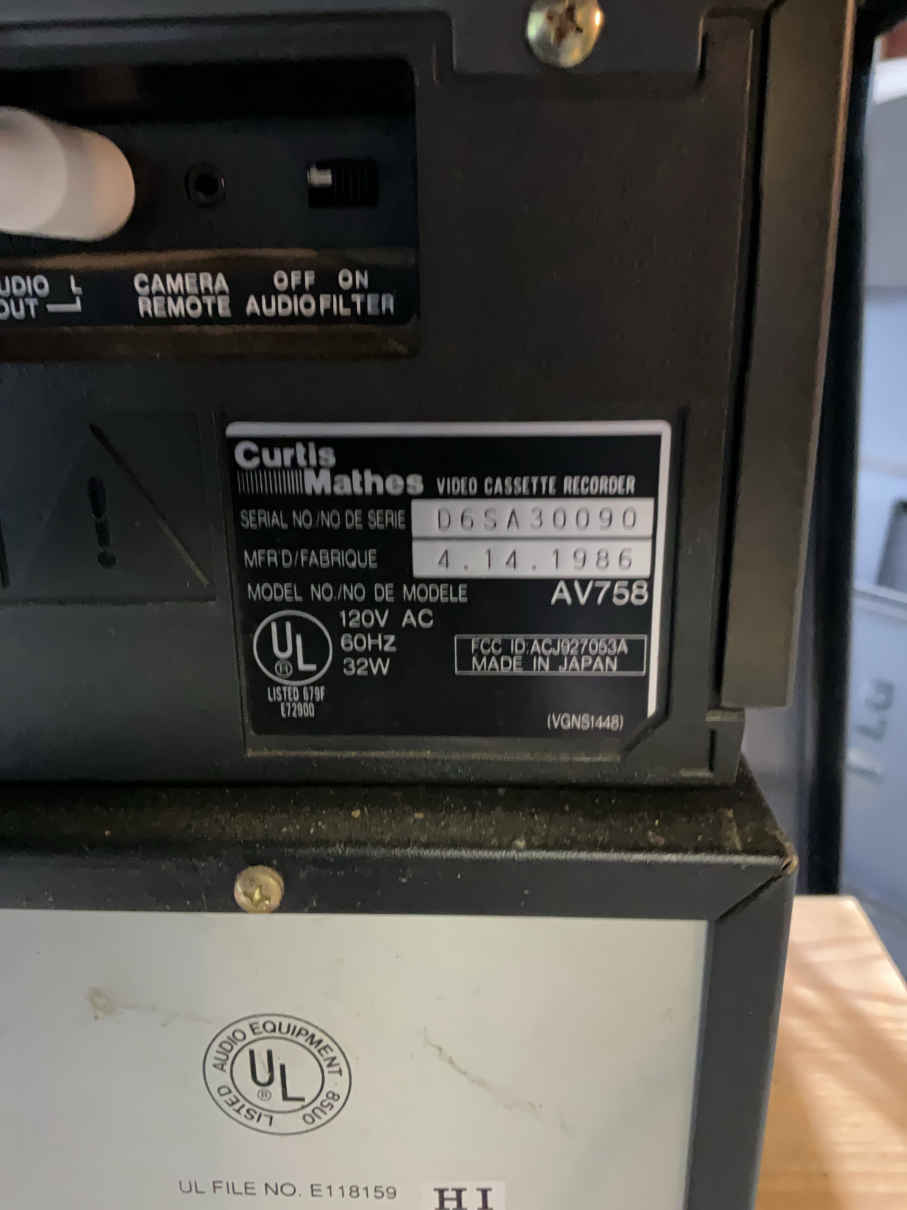 L
OUT
CAMERA
REMOTE
OFF ON
AUDIO FILTER
!
Curtis
Mathes VIDEO CASSETTE RECORDER
SERIAL NO./NO DE SERIE D6SA30090
MFR'D/FABRIQUE 4.14.1986
MODEL NO./NO DE MODELE AV758
UL
120V AC
60HZ
32W
LISTED 679F
E72900
FCC ID:ACJ927053A
MADE IN JAPAN
(VGNS1448)
AUDIO EQUIPMENT
UL
LISTED 85U0
UL FILE NO. E118159
HI